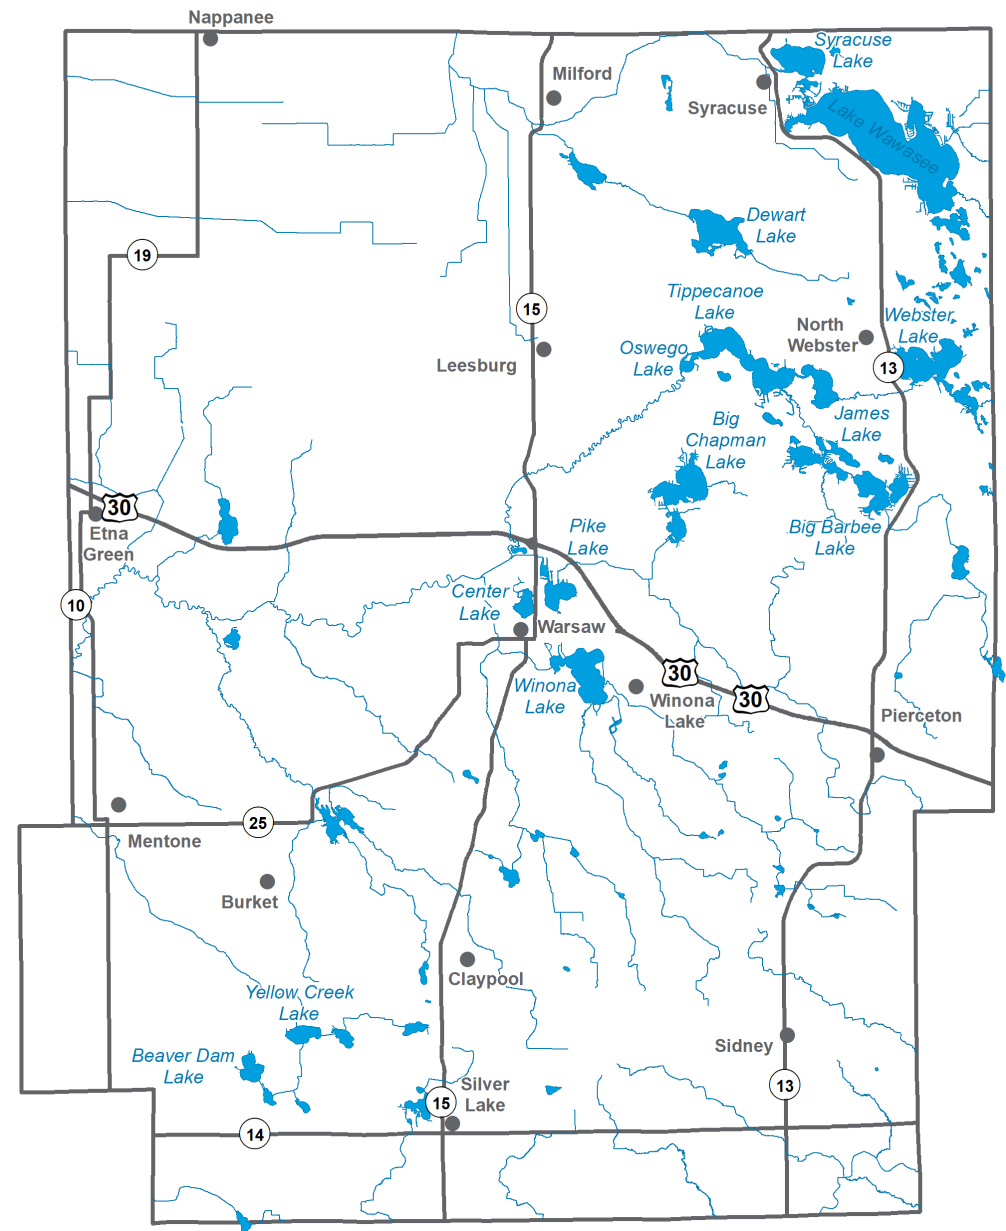 Nappanee
Syracuse
Lake
Milford
Syracuse
Lake Wawasee
Dewart
Lake
19
Tippecanoe
Lake
15
North
Webster
Webster
Lake
Oswego
Lake
Leesburg
13
James
Lake
Big
Chapman
Lake
30
Etna
Green
Pike
Lake
Big Barbee
Lake
Center
Lake
10
Warsaw
30
Winona
Lake
Winona
Lake
30
Pierceton
25
Mentone
Burket
Claypool
Yellow Creek
Lake
Sidney
Beaver Dam
Lake
Silver
Lake
13
15
14